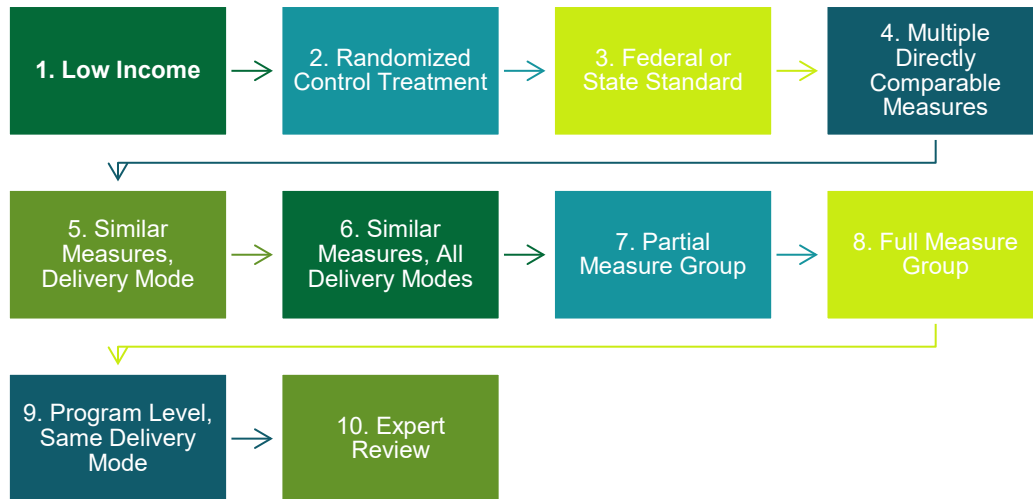 1. Low Income
2. Randomized
Control Treatment
3. Federal or
State Standard
4. Multiple
Directly
Comparable
Measures
5. Similar
Measures,
Delivery Mode
6. Similar
Measures, All
Delivery Modes
7. Partial
Measure Group
8. Full Measure
Group
9. Program Level,
Same Delivery
Mode
10. Expert
Review